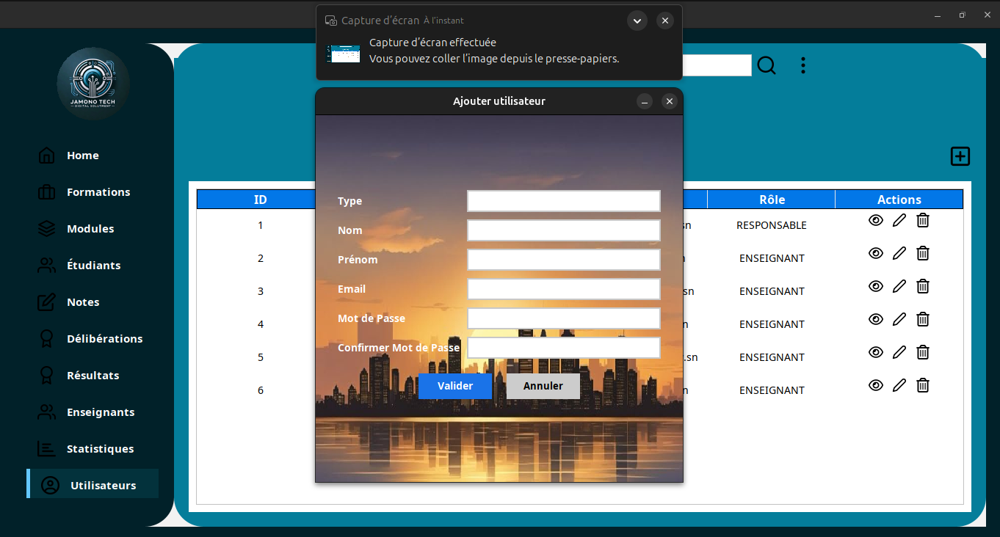 Capture d'écran À l'instant
Capture d'écran effectuée
Vous pouvez coller l'image depuis le presse-papiers.
JAMONO TECH
Home
Formations
Modules
Étudiants
Notes
Délibérations
Résultats
Enseignants
Statistiques
Utilisateurs
Ajouter utilisateur
Type
Nom
Prénom
Email
Mot de Passe
Confirmer Mot de Passe
Valider Annuler
ID Rôle Actions
1 sn RESPONSABLE
2 ENSEIGNANT
3 sn ENSEIGNANT
4 n ENSEIGNANT
5 .sn ENSEIGNANT
6 n ENSEIGNANT